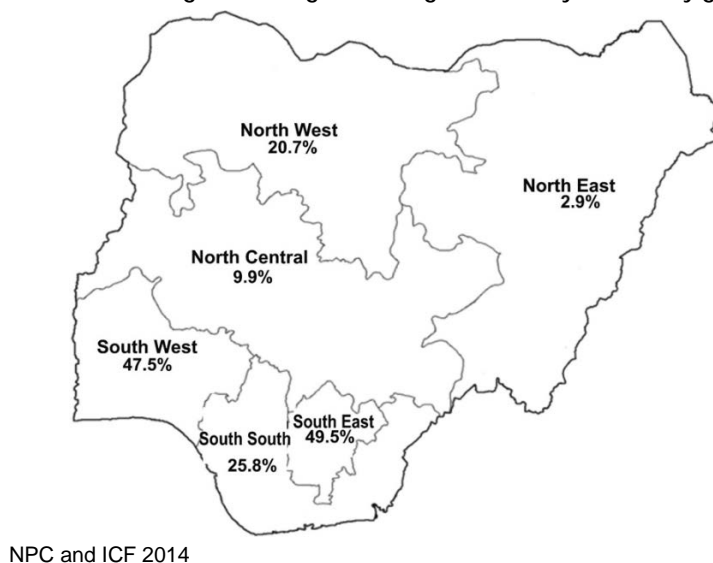 North West
20.7%
North East
2.9%
North Central
9.9%
South West
47.5%
South East
49.5%
South South
25.8%
NPC and ICF 2014